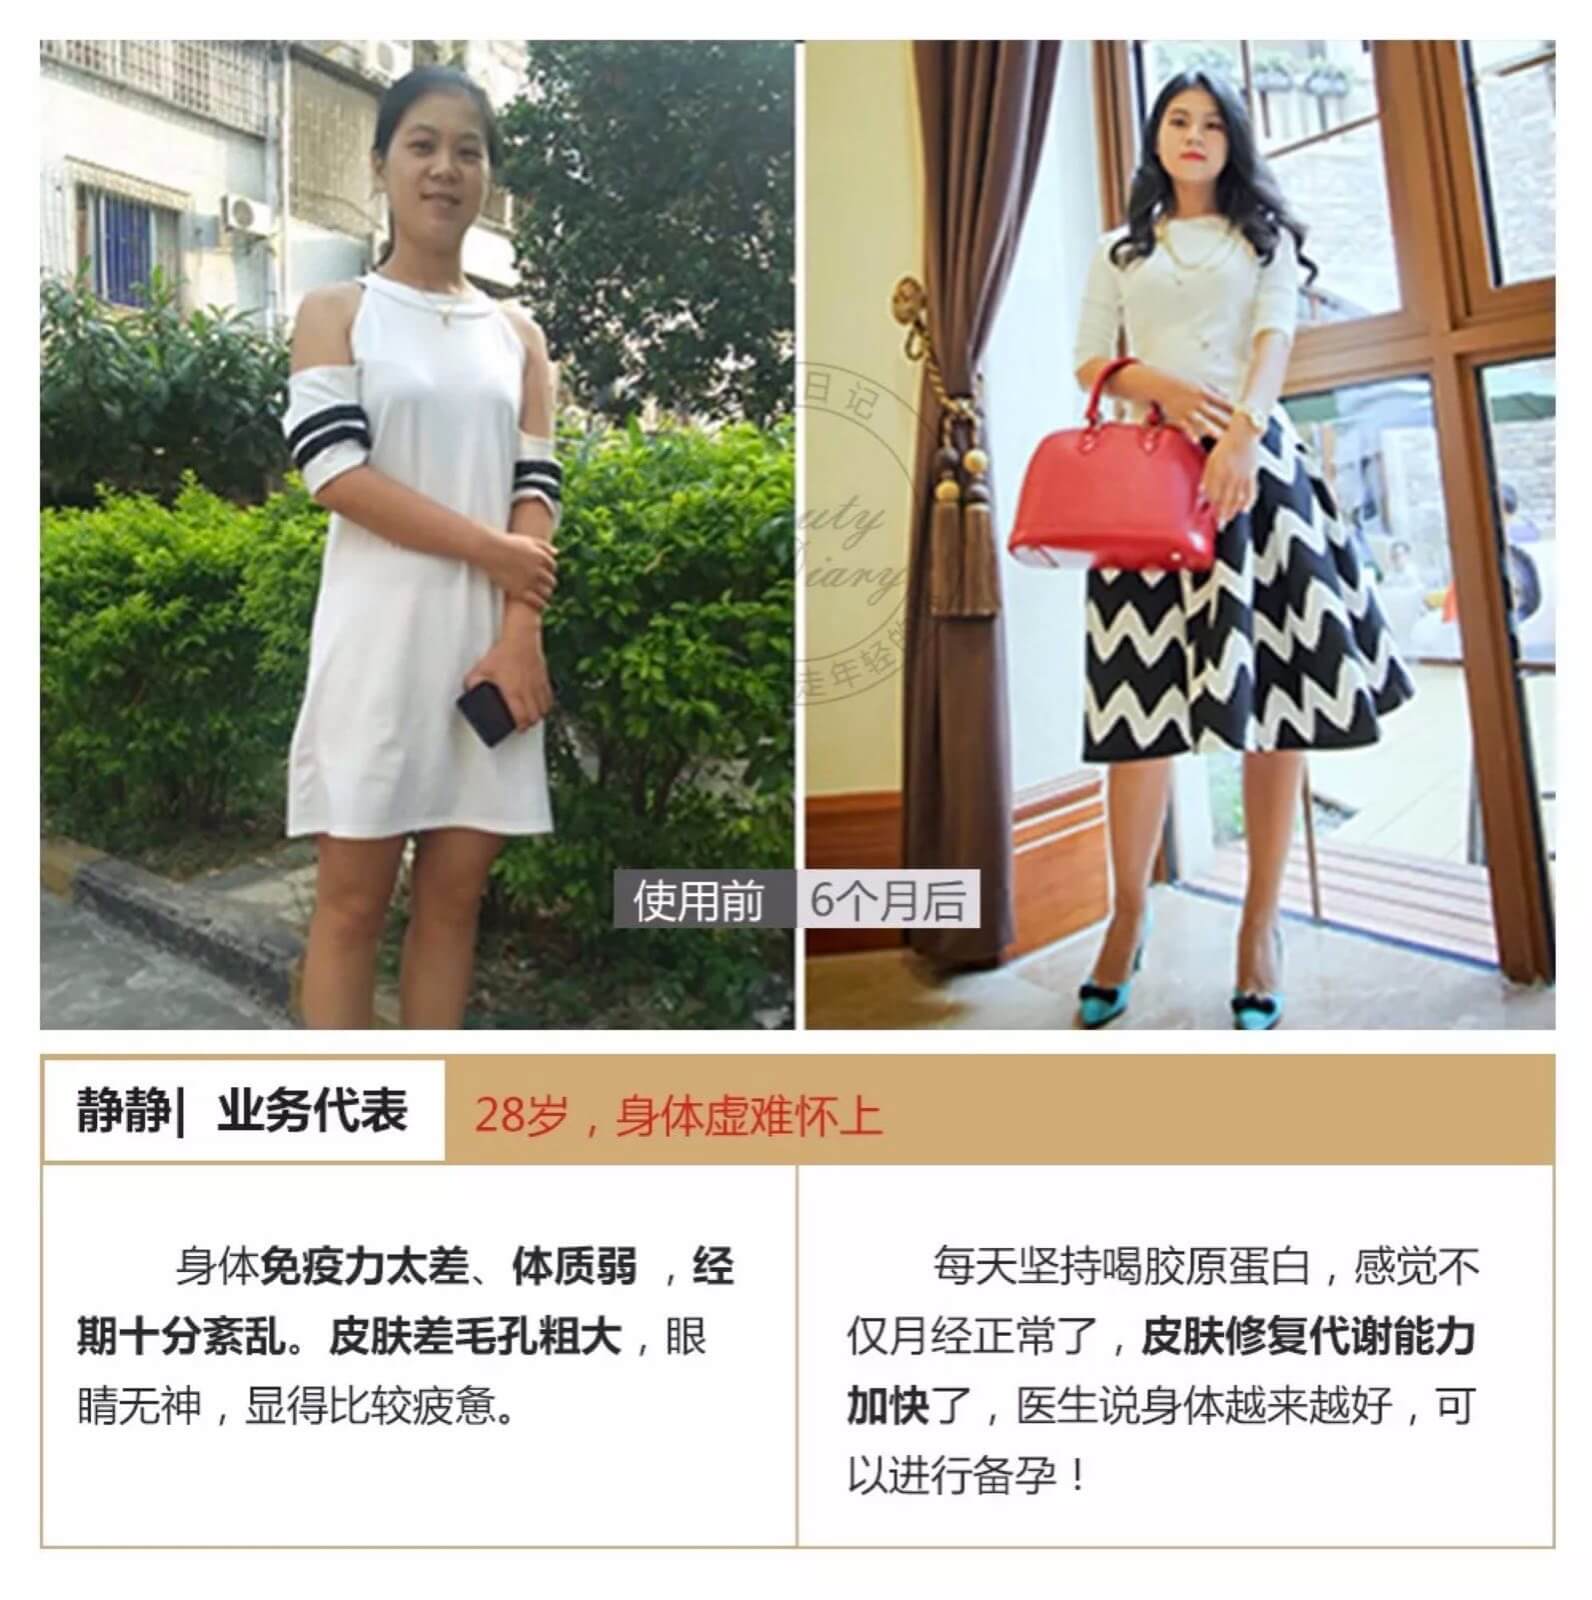 日记
uty
Diary
走年轻的
使用前 6个月后
静静| 业务代表
28岁，身体虚难怀上
身体免疫力太差、体质弱，经
期十分紊乱。皮肤差毛孔粗大，眼
睛无神，显得比较疲惫。
每天坚持喝胶原蛋白，感觉不
仅月经正常了，皮肤修复代谢能力
加快了，医生说身体越来越好，可
以进行备孕！